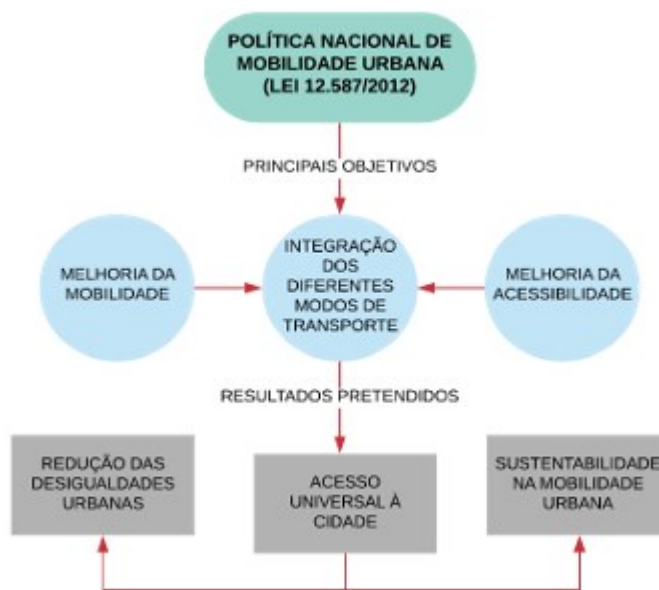 POLÍTICA NACIONAL DE
MOBILIDADE URBANA
(LEI 12.587/2012)
PRINCIPAIS OBJETIVOS
MELHORIA DA
MOBILIDADE
INTEGRAÇÃO
DOS
DIFERENTES
MODOS DE
TRANSPORTE
MELHORIA DA
ACESSIBILIDADE
RESULTADOS PRETENDIDOS
REDUÇÃO DAS
DESIGUALDADES
URBANAS
ACESSO
UNIVERSAL À
CIDADE
SUSTENTABILIDADE
NA MOBILIDADE
URBANA